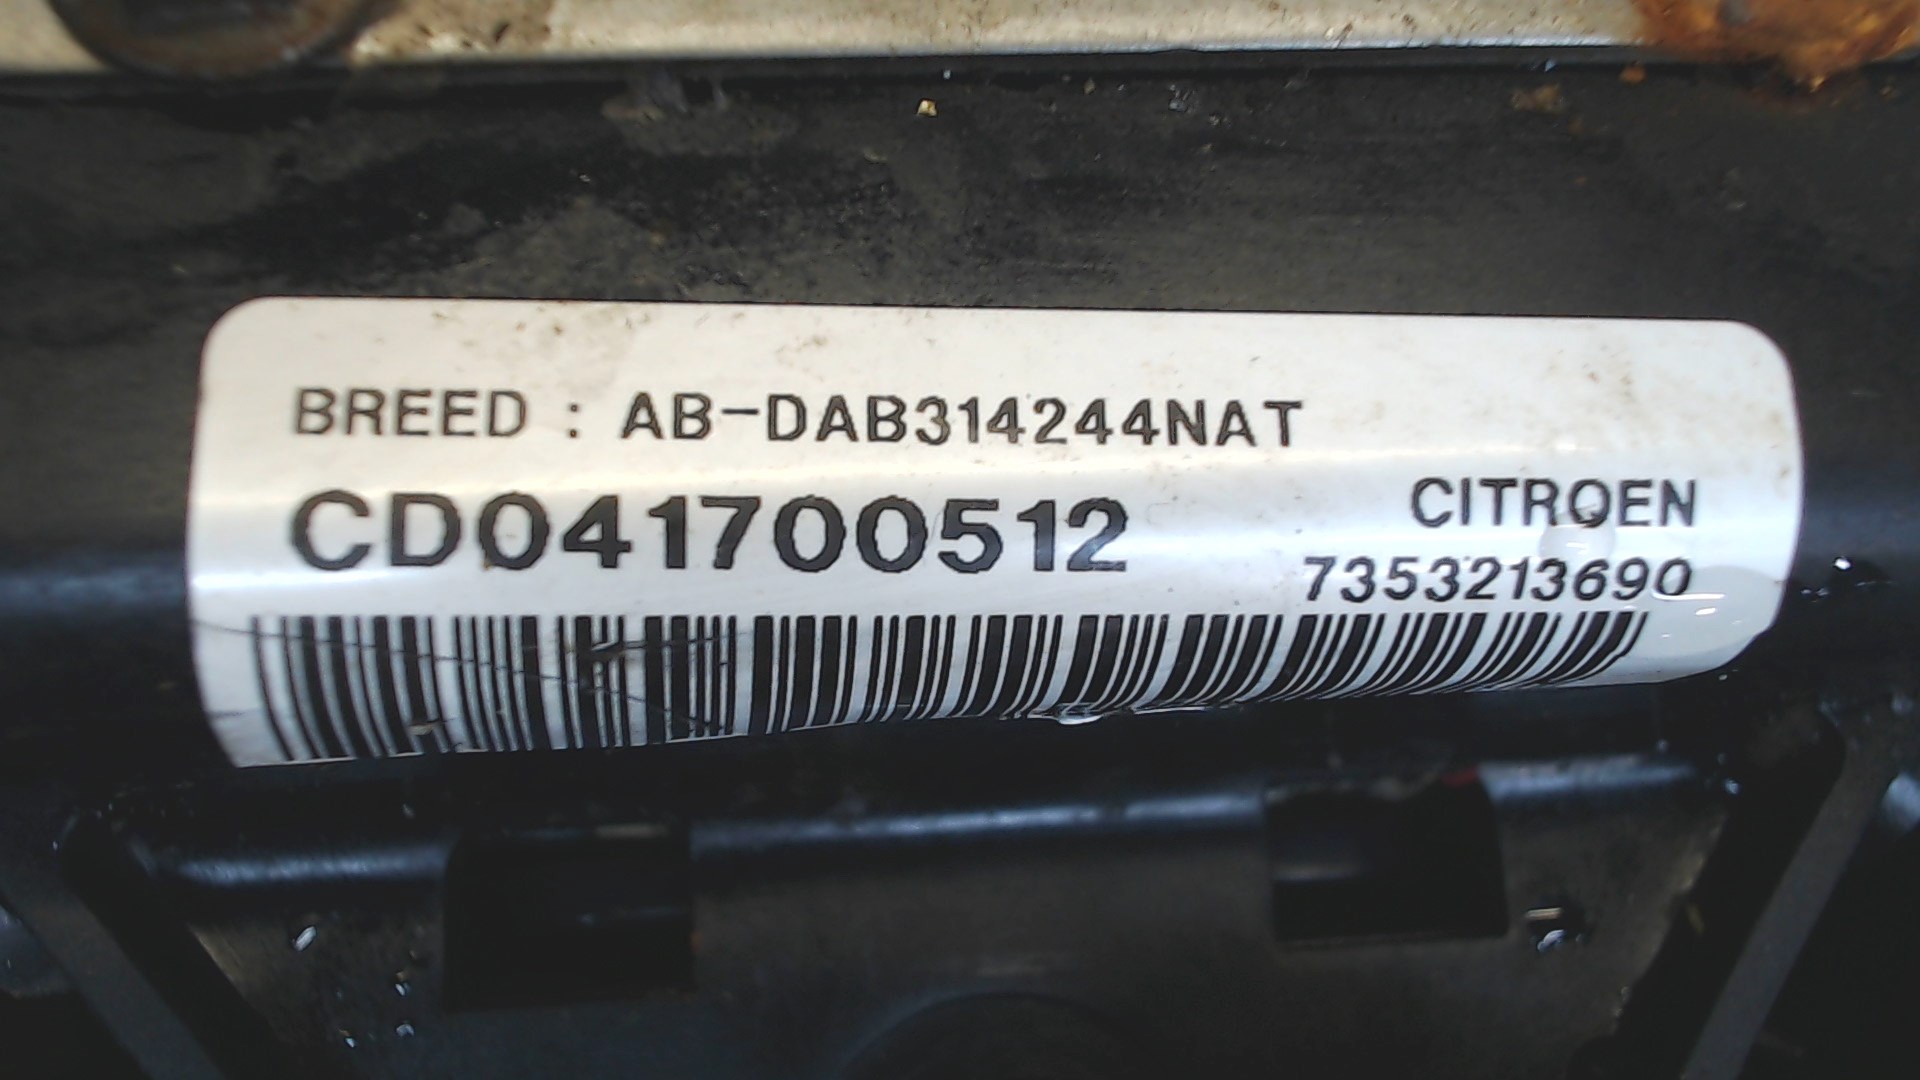 BREED : AB-DAB314244NAT
CD041700512
CITROEN
7353213690